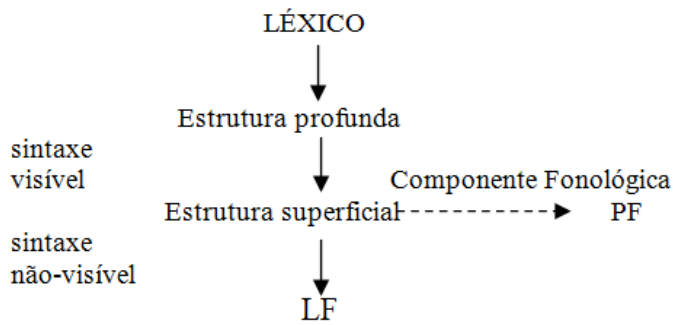 LÉXICO
Estrutura profunda
sintaxe
visível
Componente Fonológica
Estrutura superficial
PF
sintaxe
não-visível
LF